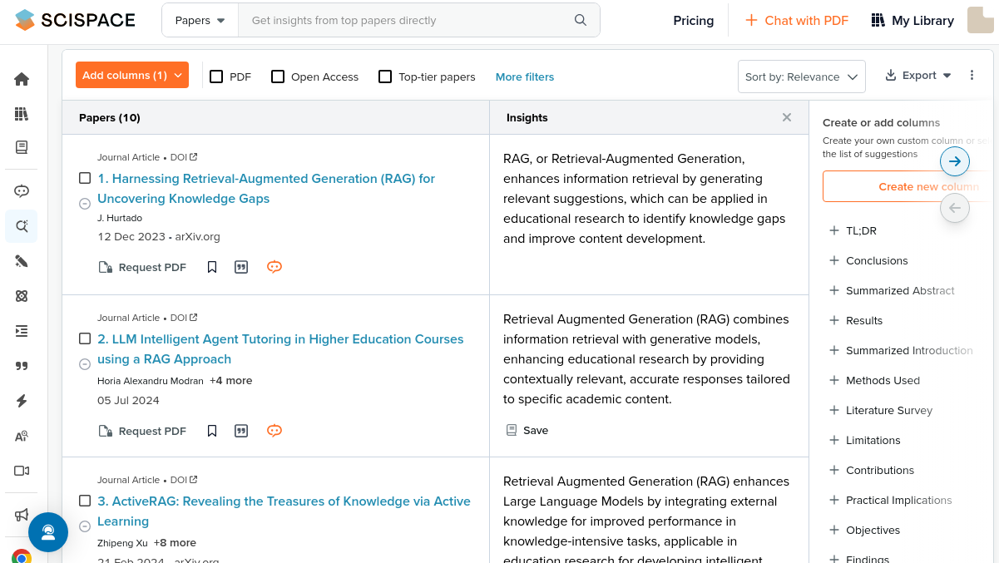 SCISPACE
Papers
Get insights from top papers directly
Pricing
Chat with PDF
My Library
Add columns (1)
PDF
Open Access
Top-tier papers
More filters
Sort by: Relevance
Export
Papers (10)
Insights
Journal Article • DOI
1. Harnessing Retrieval-Augmented Generation (RAG) for
Uncovering Knowledge Gaps
J. Hurtado
12 Dec 2023 - arXiv.org
Request PDF
RAG, or Retrieval-Augmented Generation,
enhances information retrieval by generating
relevant suggestions, which can be applied in
educational research to identify knowledge gaps
and improve content development.
Journal Article • DOI
2. LLM Intelligent Agent Tutoring in Higher Education Courses
using a RAG Approach
Horia Alexandru Modran +4 more
05 Jul 2024
Request PDF
Retrieval Augmented Generation (RAG) combines
information retrieval with generative models,
enhancing educational research by providing
contextually relevant, accurate responses tailored
to specific academic content.
Save
Journal Article • DOI
3. ActiveRAG: Revealing the Treasures of Knowledge via Active
Learning
Zhipeng Xu +8 more
21 Feb 2024 - arXiv.org
Retrieval Augmented Generation (RAG) enhances
Large Language Models by integrating external
knowledge for improved performance in
knowledge-intensive tasks, applicable in
education research for developing intelligent
Create or add columns
Create your own custom column or se
the list of suggestions
Create new column
TL;DR
Conclusions
Summarized Abstract
Results
Summarized Introduction
Methods Used
Literature Survey
Limitations
Contributions
Practical Implications
Objectives
Findings